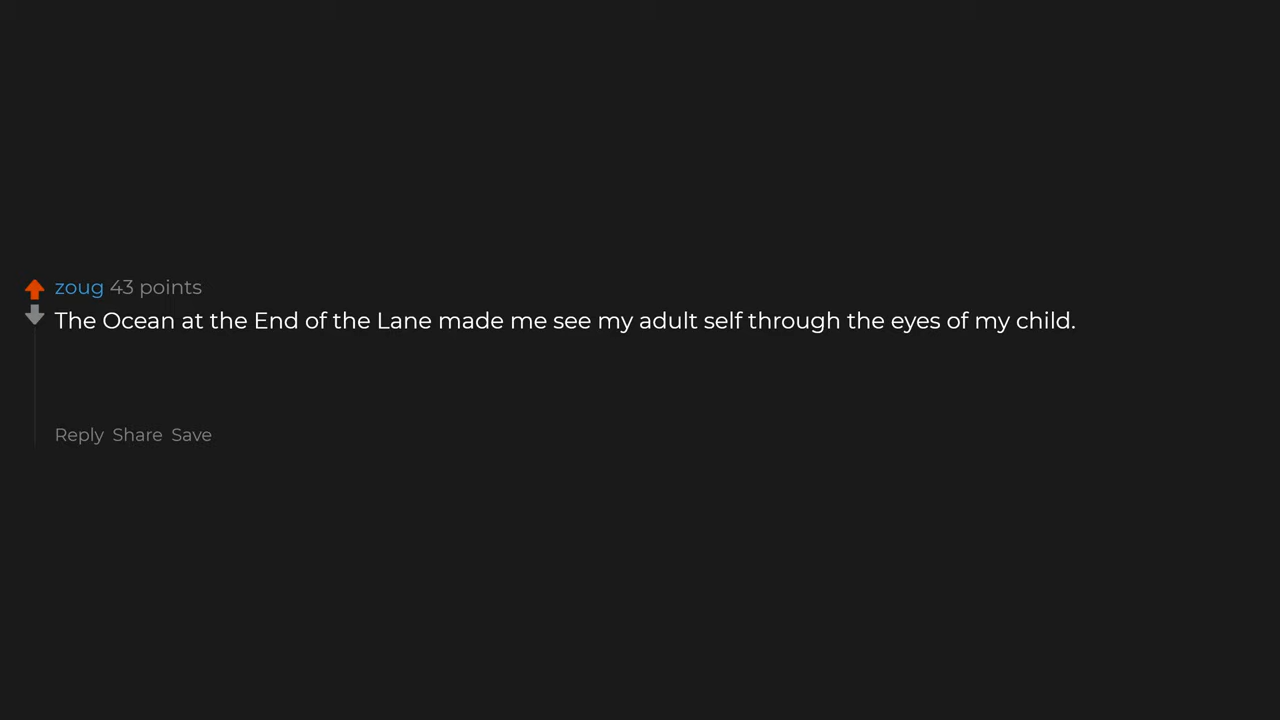 zoug 43 points
The Ocean at the End of the Lane made me see my adult self through the eyes of my child.
Reply Share Save